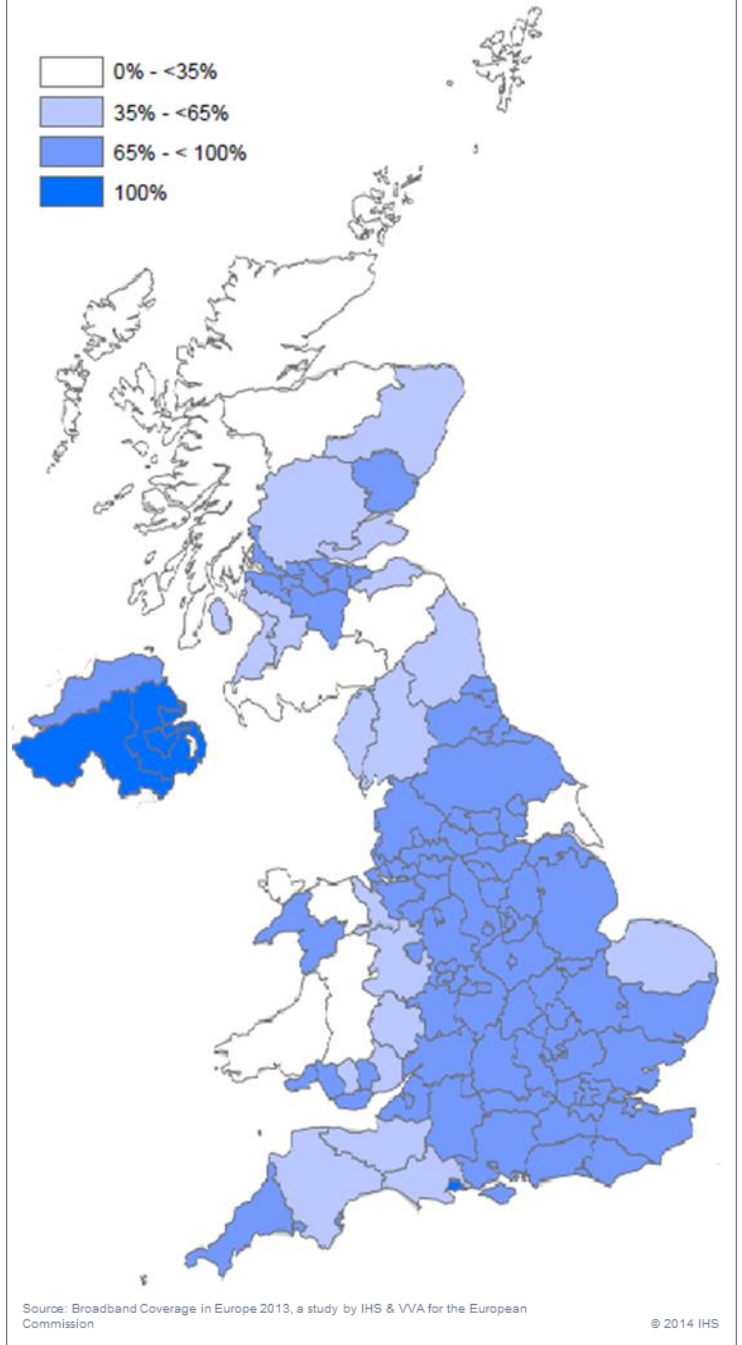 0% - <35%
35% - <65%
65% - < 100%
100%
Source: Broadband Coverage in Europe 2013, a study by IHS & VVA for the European
Commission
© 2014 IHS